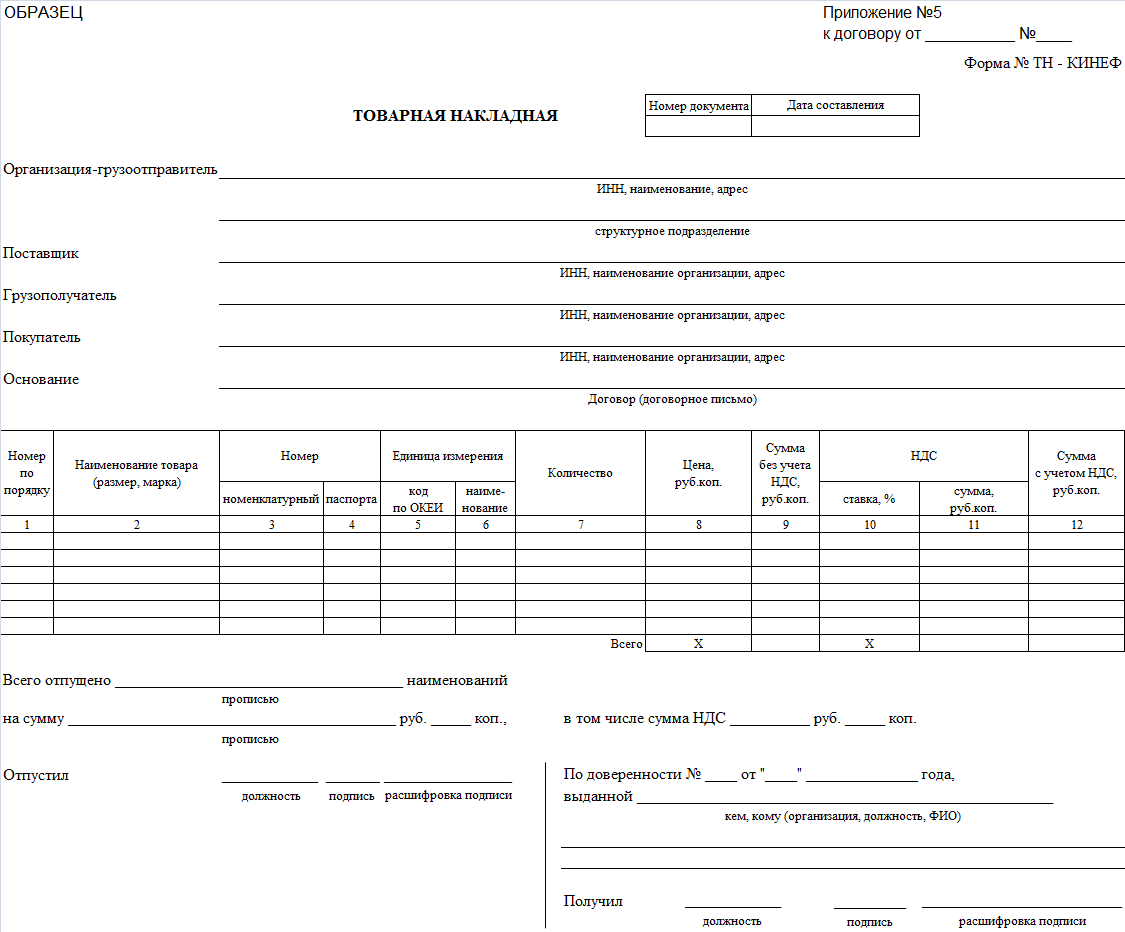 ОБРАЗЕЦ
Приложение №5
к договору от ___________ №____
Форма № ТН - КИНЕФ
ТОВАРНАЯ НАКЛАДНАЯ
Номер документа
Дата составления
Организация-грузоотправитель
ИНН, наименование, адрес
структурное подразделение
Поставщик
ИНН, наименование организации, адрес
Грузополучатель
ИНН, наименование организации, адрес
Покупатель
ИНН, наименование организации, адрес
Основание
Договор (договорное письмо)
Номер
по
порядку
Наименование товара
(размер, марка)
Номер
номенклатурный
паспорта
Единица измерения
код
по ОКЕИ
наиме-
нование
Количество
Цена,
руб.коп.
Сумма
без учета
НДС,
руб.коп.
НДС
ставка, %
сумма,
руб.коп.
Сумма
с учетом НДС,
руб.коп.
1 2 3 4 5 6 7 8 9 10 11 12
Всего X X
Всего отпущено ____________________ наименований
прописью
на сумму ____________________ руб. _____ коп., в том числе сумма НДС __________ руб. _____ коп.
прописью
Отпустил
должность подпись расшифровка подписи
По доверенности № ____ от "____" ______________ года,
выданной ____________________
кем, кому (организация, должность, ФИО)
Получил
должность подпись расшифровка подписи